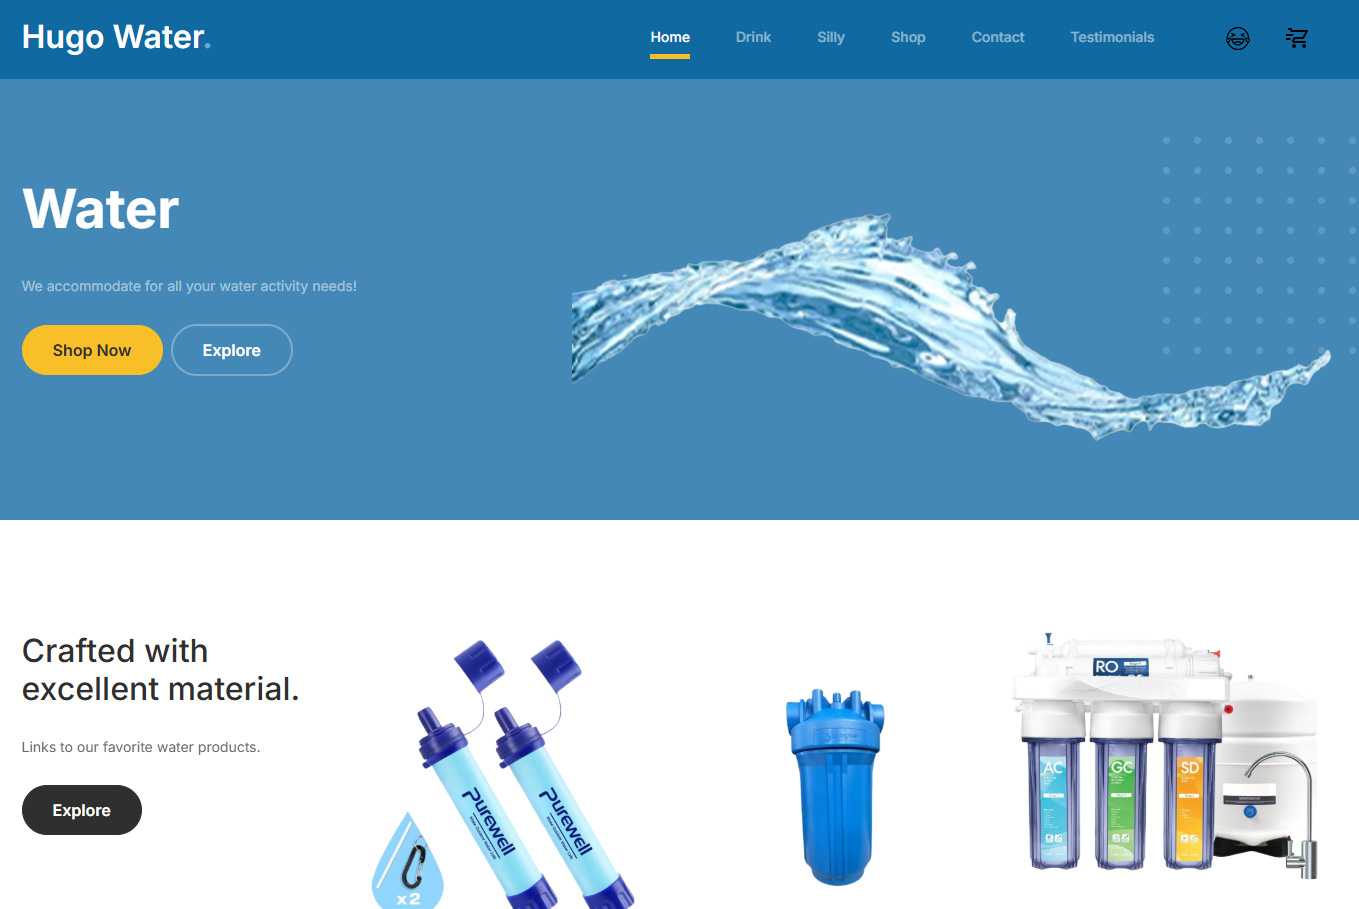 Hugo Water.
Home
Drink
Silly
Shop
Contact
Testimonials
Water
We accommodate for all your water activity needs!
Shop Now
Explore
Crafted with
excellent material.
Links to our favorite water products.
Explore
Purewell
Purewell
x2
RO
AC
GC
SD